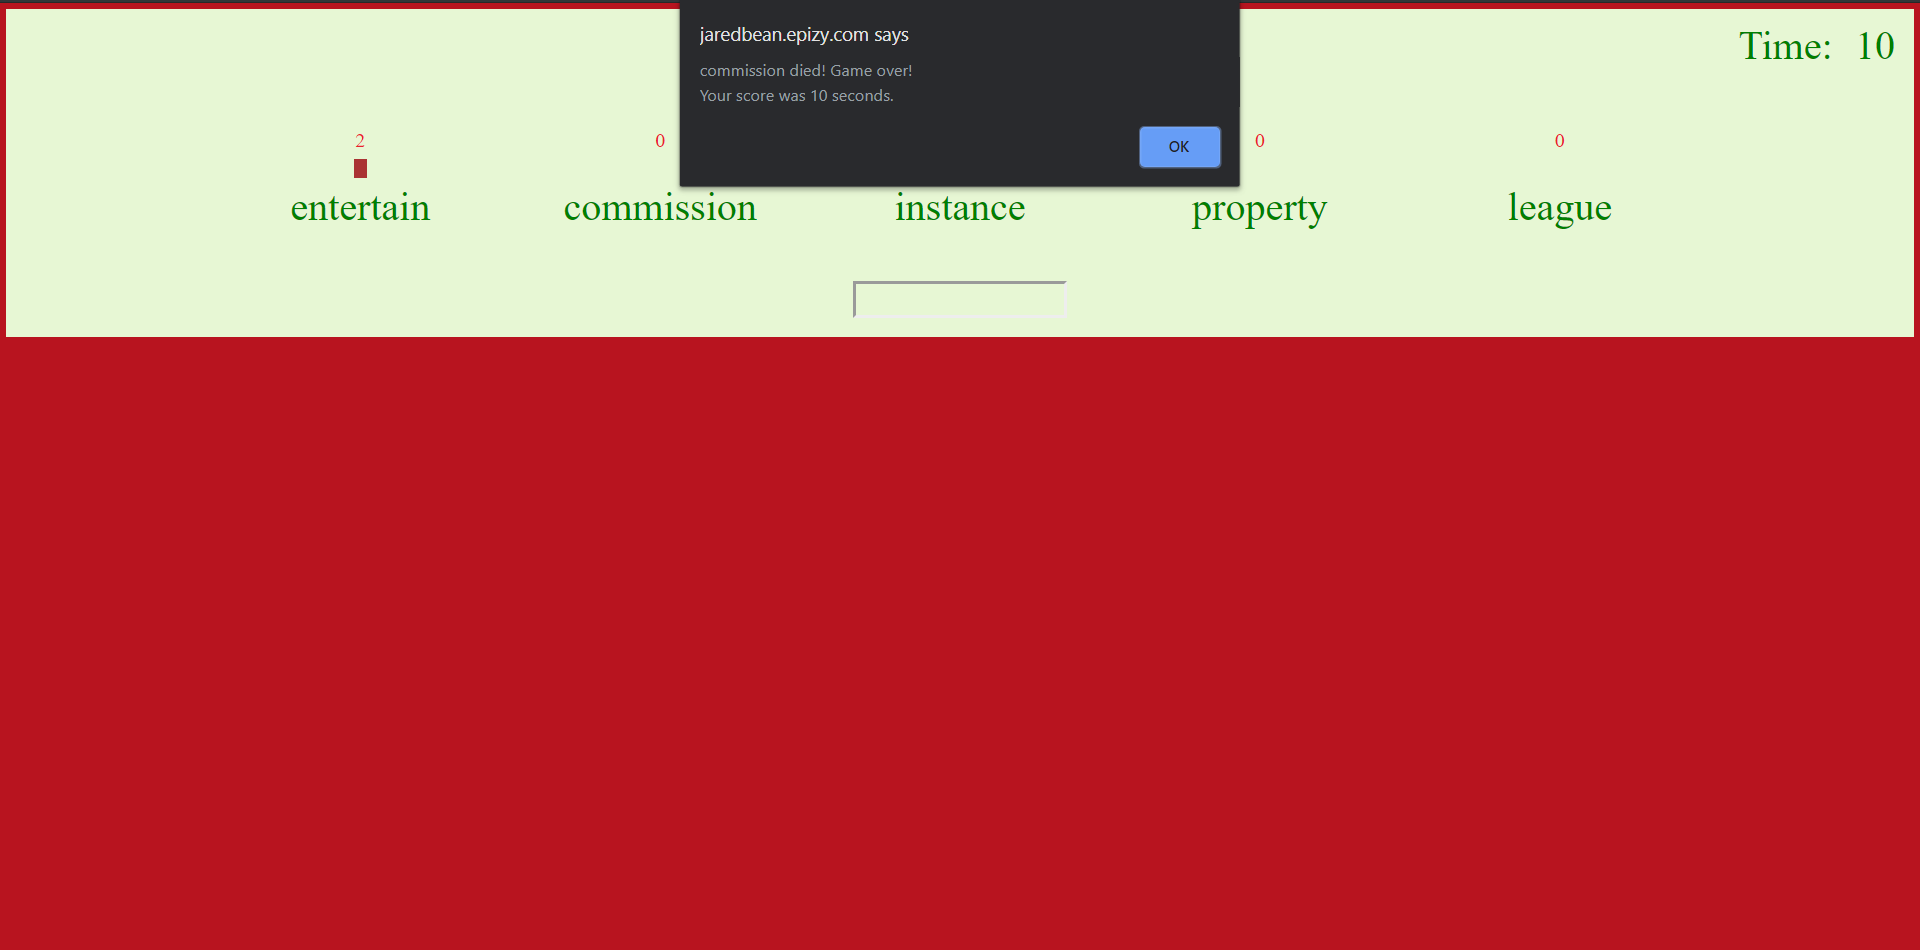 jaredbean.epizy.com says
commission died! Game over!
Your score was 10 seconds.
OK
Time: 10
2 0 0 0
entertain commission instance property league